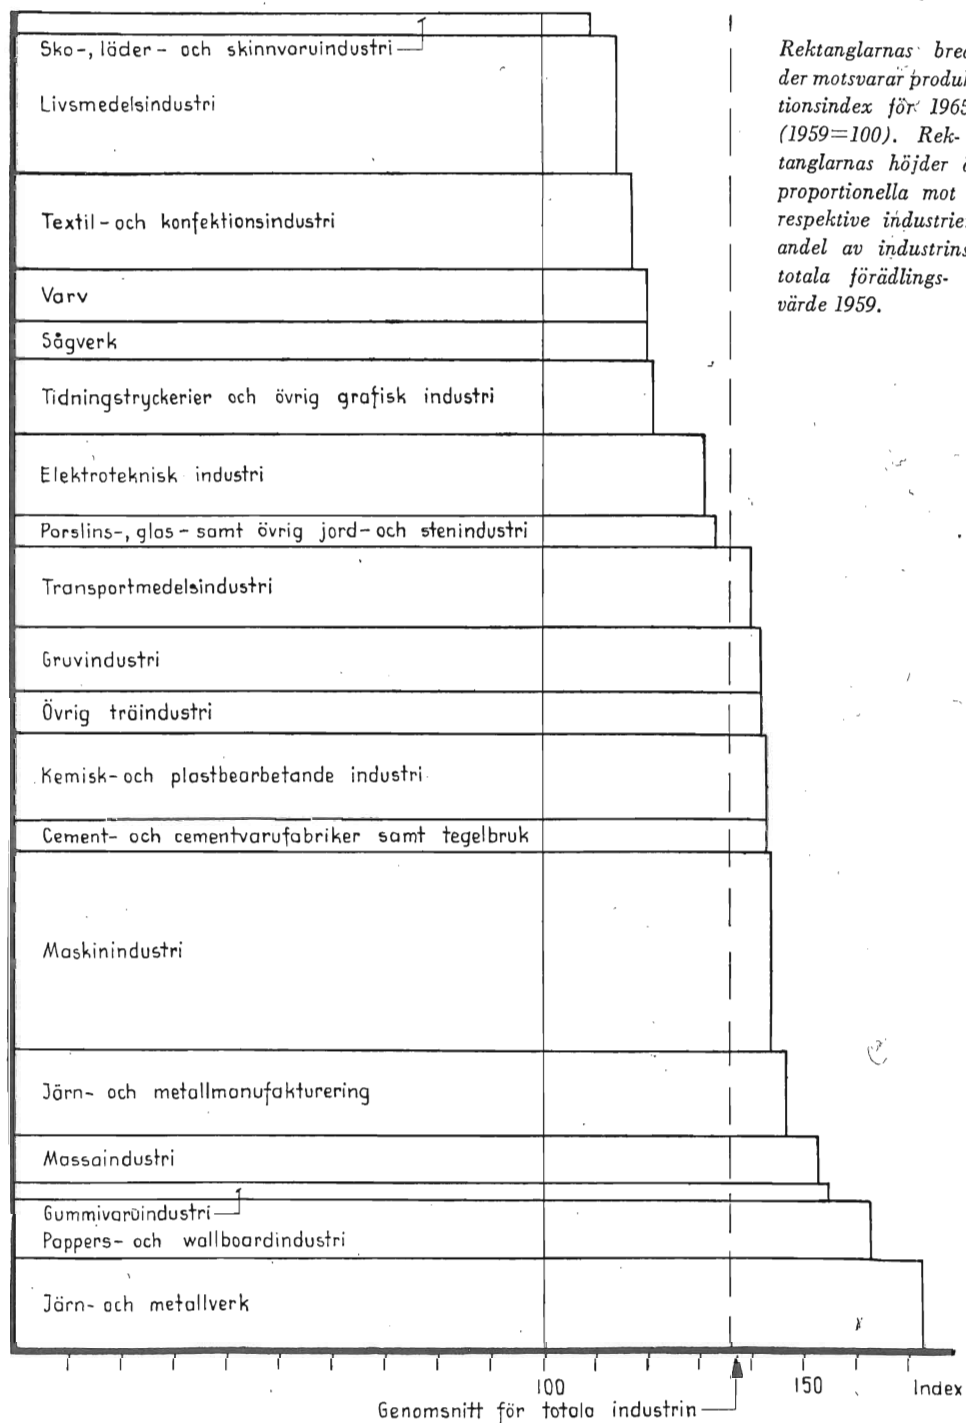 Sko-, läder- och skinnvaruindustri
Livsmedelsindustri
Textil- och konfektionsindustri
Varv
Sågverk
Tidningstryckerier och övrig grafisk industri
Elektroteknisk industri
Porslins-, glas- samt övrig jord- och stenindustri
Transportmedelsindustri
Gruvindustri
Övrig träindustri
Kemisk- och plastbearbetande industri
Cement- och cementvarufabriker samt tegelbruk
Maskinindustri
Järn- och metallmanufakturering
Massaindustri
Gummivaruindustri
Pappers- och wallboardindustri
Järn- och metallverk
100
150
Index
Genomsnitt för totala industrin
Rektanglarnas
der motsvarar
tionsindex för 1965
(1959=100). Rek-
tanglarnas höjder
proportionella mot
respektive
andel av industrins
totala förädlings-
värde 1959.